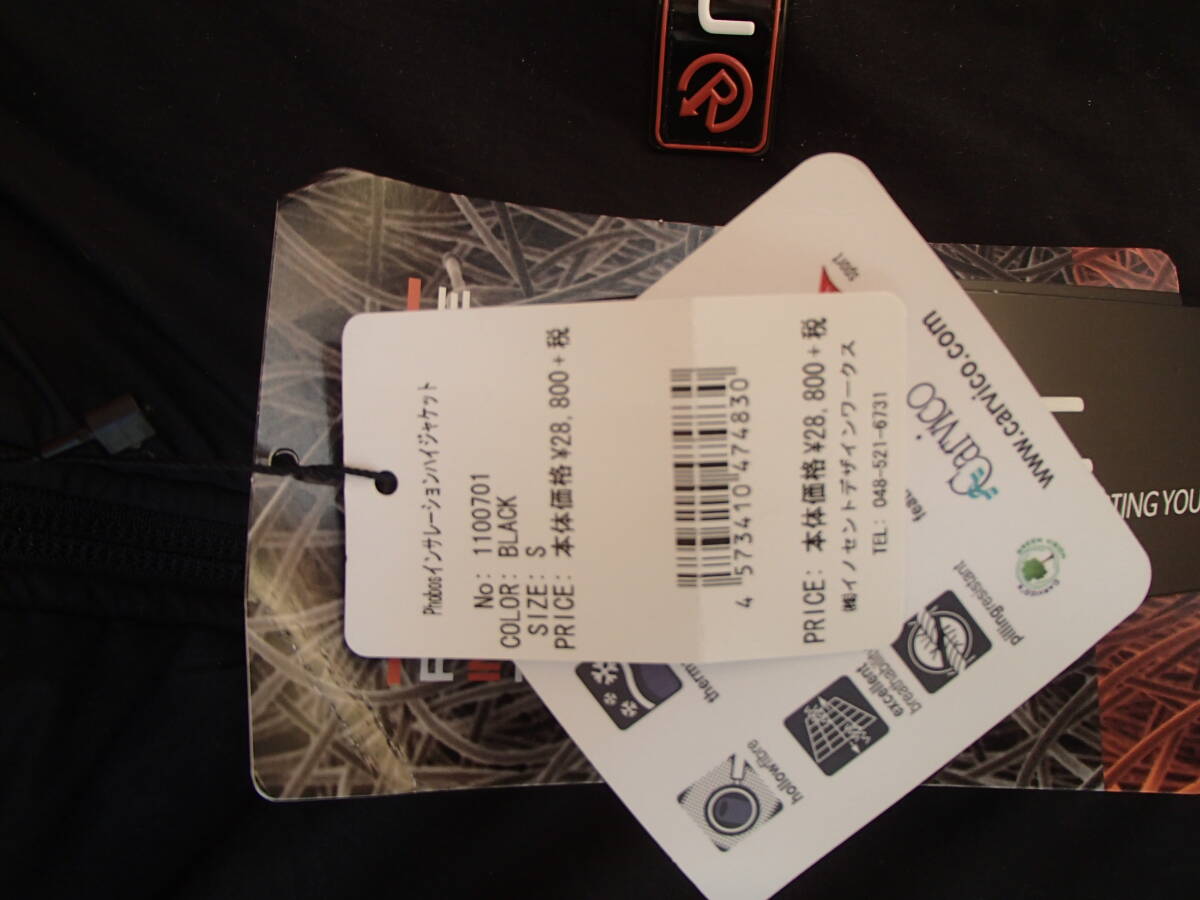 Phobosインサレーションハイジャケット
No: 1100701
COLOR: BLACK
SIZE: S
PRICE: 本体価格¥28,800+税
4 573410 474830
PRICE: 本体価格¥28,800+税
㈱イノセントデザインワークス
TEL: 048-521-6731
sport
www.carvico.com
Carvico
pillingresistant
excellent
breathability
hollowfibre
YOU
R